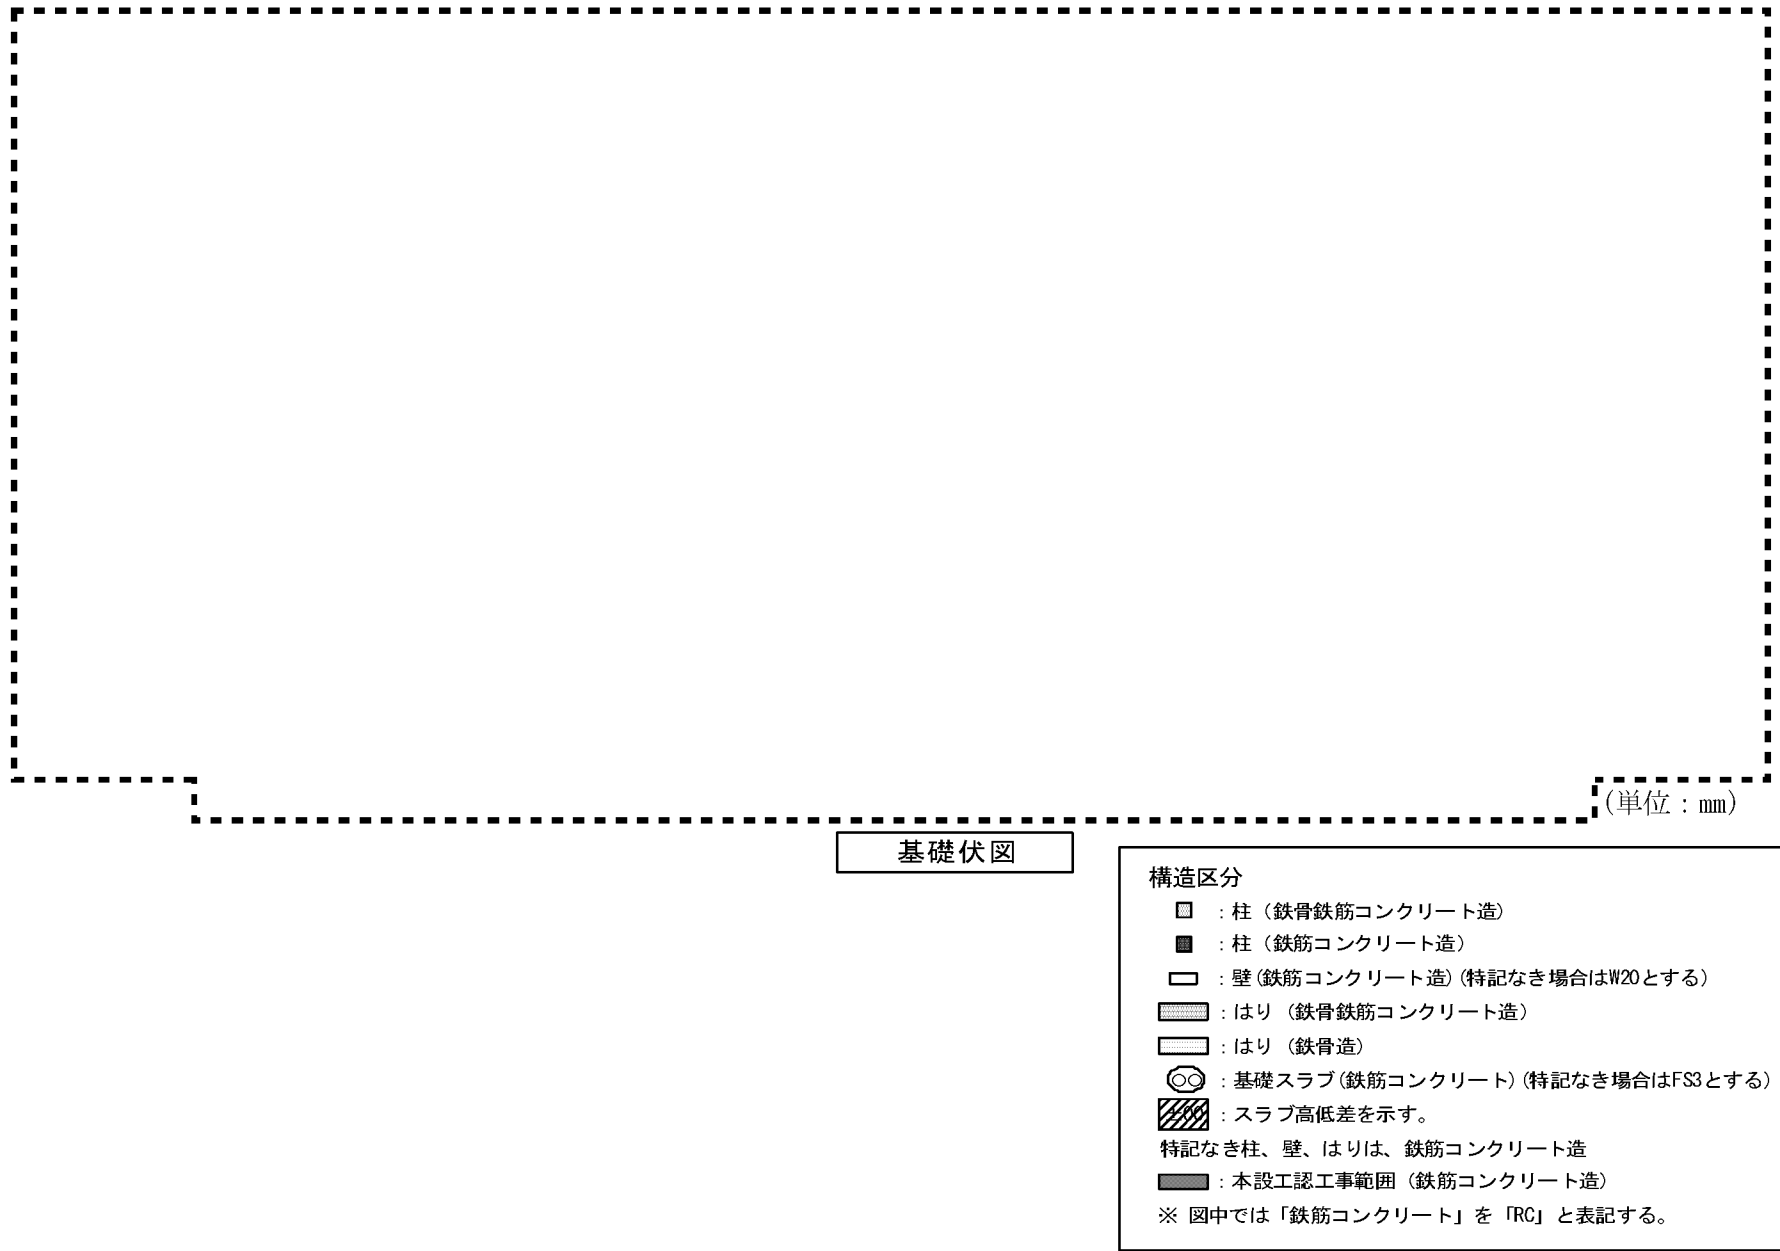 (単位：mm)
基礎伏図
構造区分
：柱（鉄骨鉄筋コンクリート造）
：柱（鉄筋コンクリート造）
：壁(鉄筋コンクリート造)(特記なき場合はW20とする)
：はり（鉄骨鉄筋コンクリート造）
：はり（鉄骨造）
○○：基礎スラブ(鉄筋コンクリート)(特記なき場合はFS3とする)
±00：スラブ高低差を示す。
特記なき柱、壁、はりは、鉄筋コンクリート造
：本設工認工事範囲（鉄筋コンクリート造）
※ 図中では「鉄筋コンクリート」を「RC」と表記する。